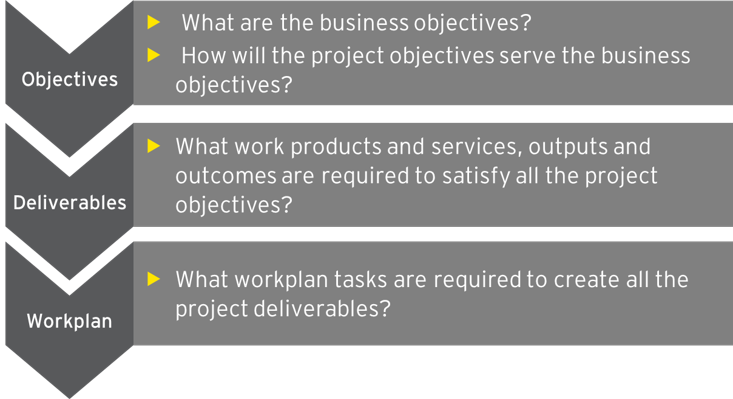 What are the business objectives?
How will the project objectives serve the business
objectives?
Objectives
What work products and services, outputs and
outcomes are required to satisfy all the project
objectives?
Deliverables
What workplan tasks are required to create all the
project deliverables?
Workplan